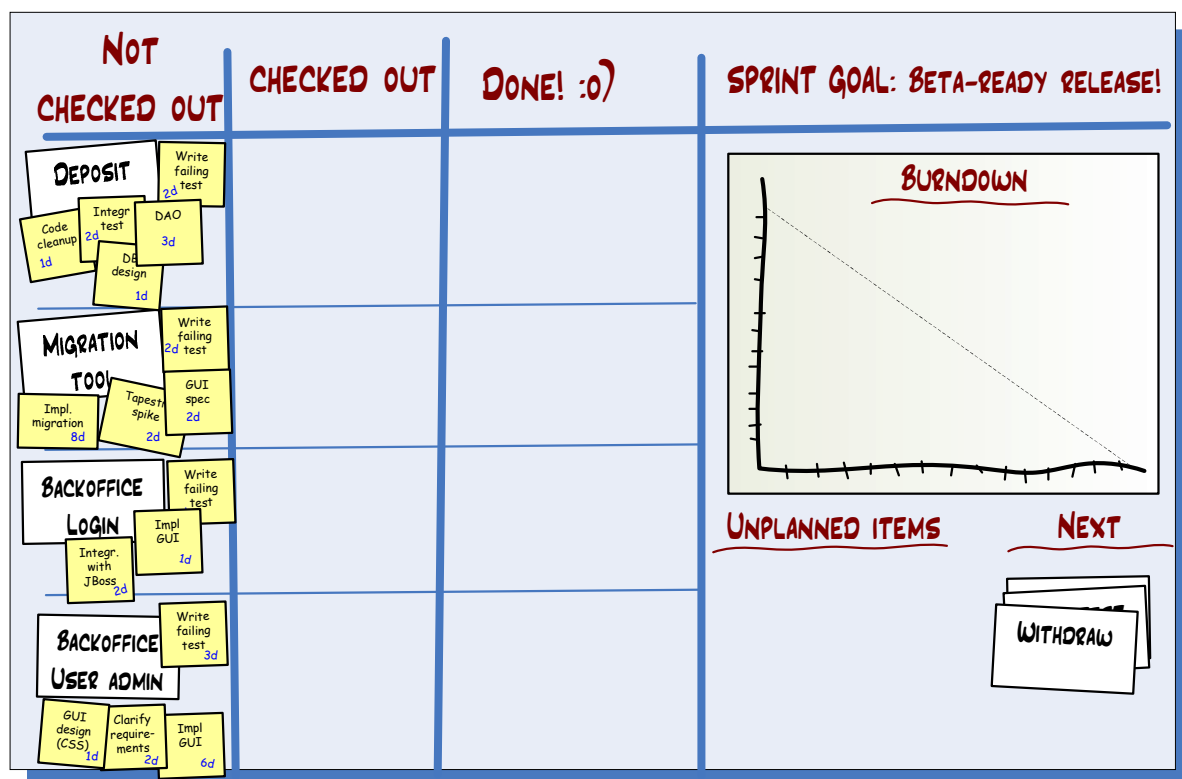 NOT
CHECKED OUT
CHECKED OUT
DONE! :o)
SPRINT GOAL: BETA-READY RELEASE!
DEPOSIT
Write
failing
test
2d
Code
cleanup
1d
Integr
test
2d
DAO
3d
design
1d
MIGRATION
TOOL
Write
failing
test
2d
GUI
spec
2d
Impl.
migration
8d
spike
2d
BACKOFFICE
LOGIN
Write
failing
test
Impl
GUI
1d
Integr.
with
JBoss
2d
BACKOFFICE
USER ADMIN
Write
failing
test
3d
GUI
design
(CSS)
1d
Clarify
require-
ments
2d
Impl
GUI
6d
BURNDOWN
UNPLANNED ITEMS
NEXT
WITHDRAW